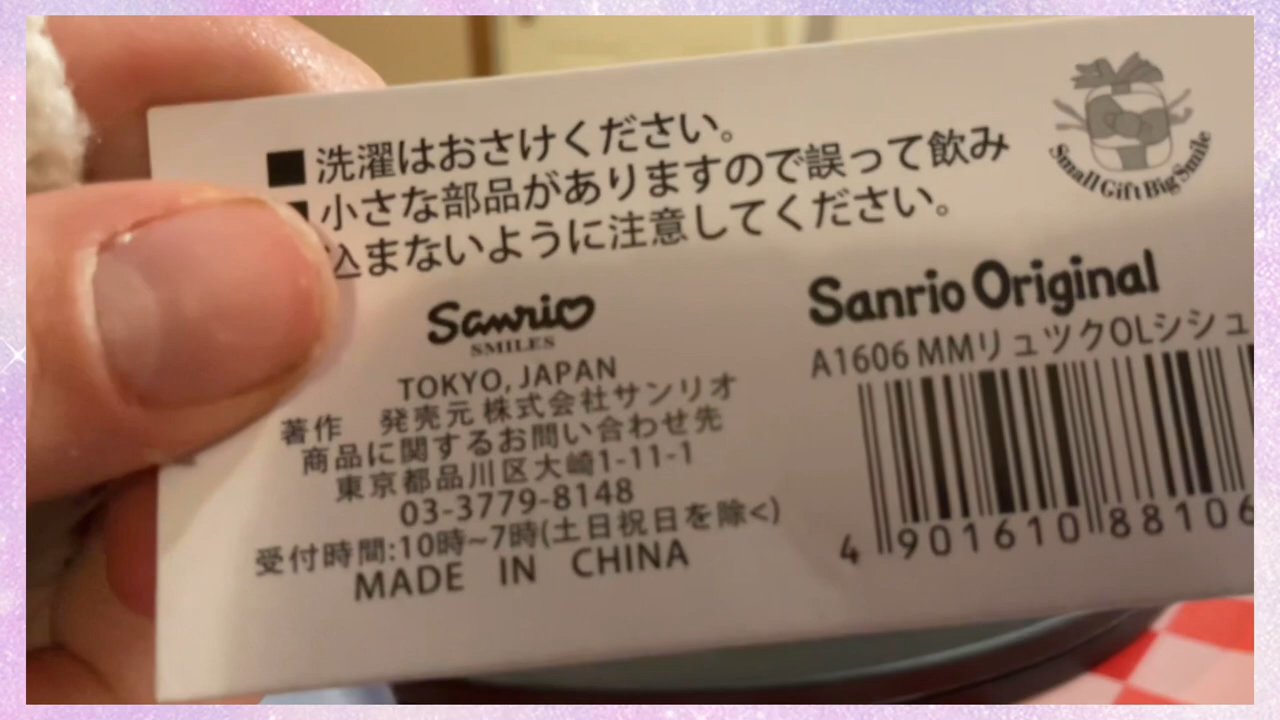 ■洗濯はおさけください。
■小さな部品がありますので誤って飲み
込まないように注意してください。
Small Gift Big Smile
Sanrio
SMILES
TOKYO, JAPAN
著作 発売元 株式会社サンリオ
商品に関するお問い合わせ先
東京都品川区大崎1-11-1
03-3779-8148
受付時間:10時~7時(土日祝日を除<)
MADE IN CHINA
Sanrio Original
A1606 MMリュツクOLシシュ
4 901610 88106